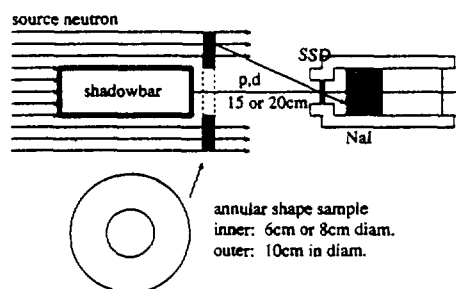 source neutron
SSD
p,d
shadowbar
15 or 20cm
NaI
annular shape sample
inner: 6cm or 8cm diam.
outer: 10cm in diam.